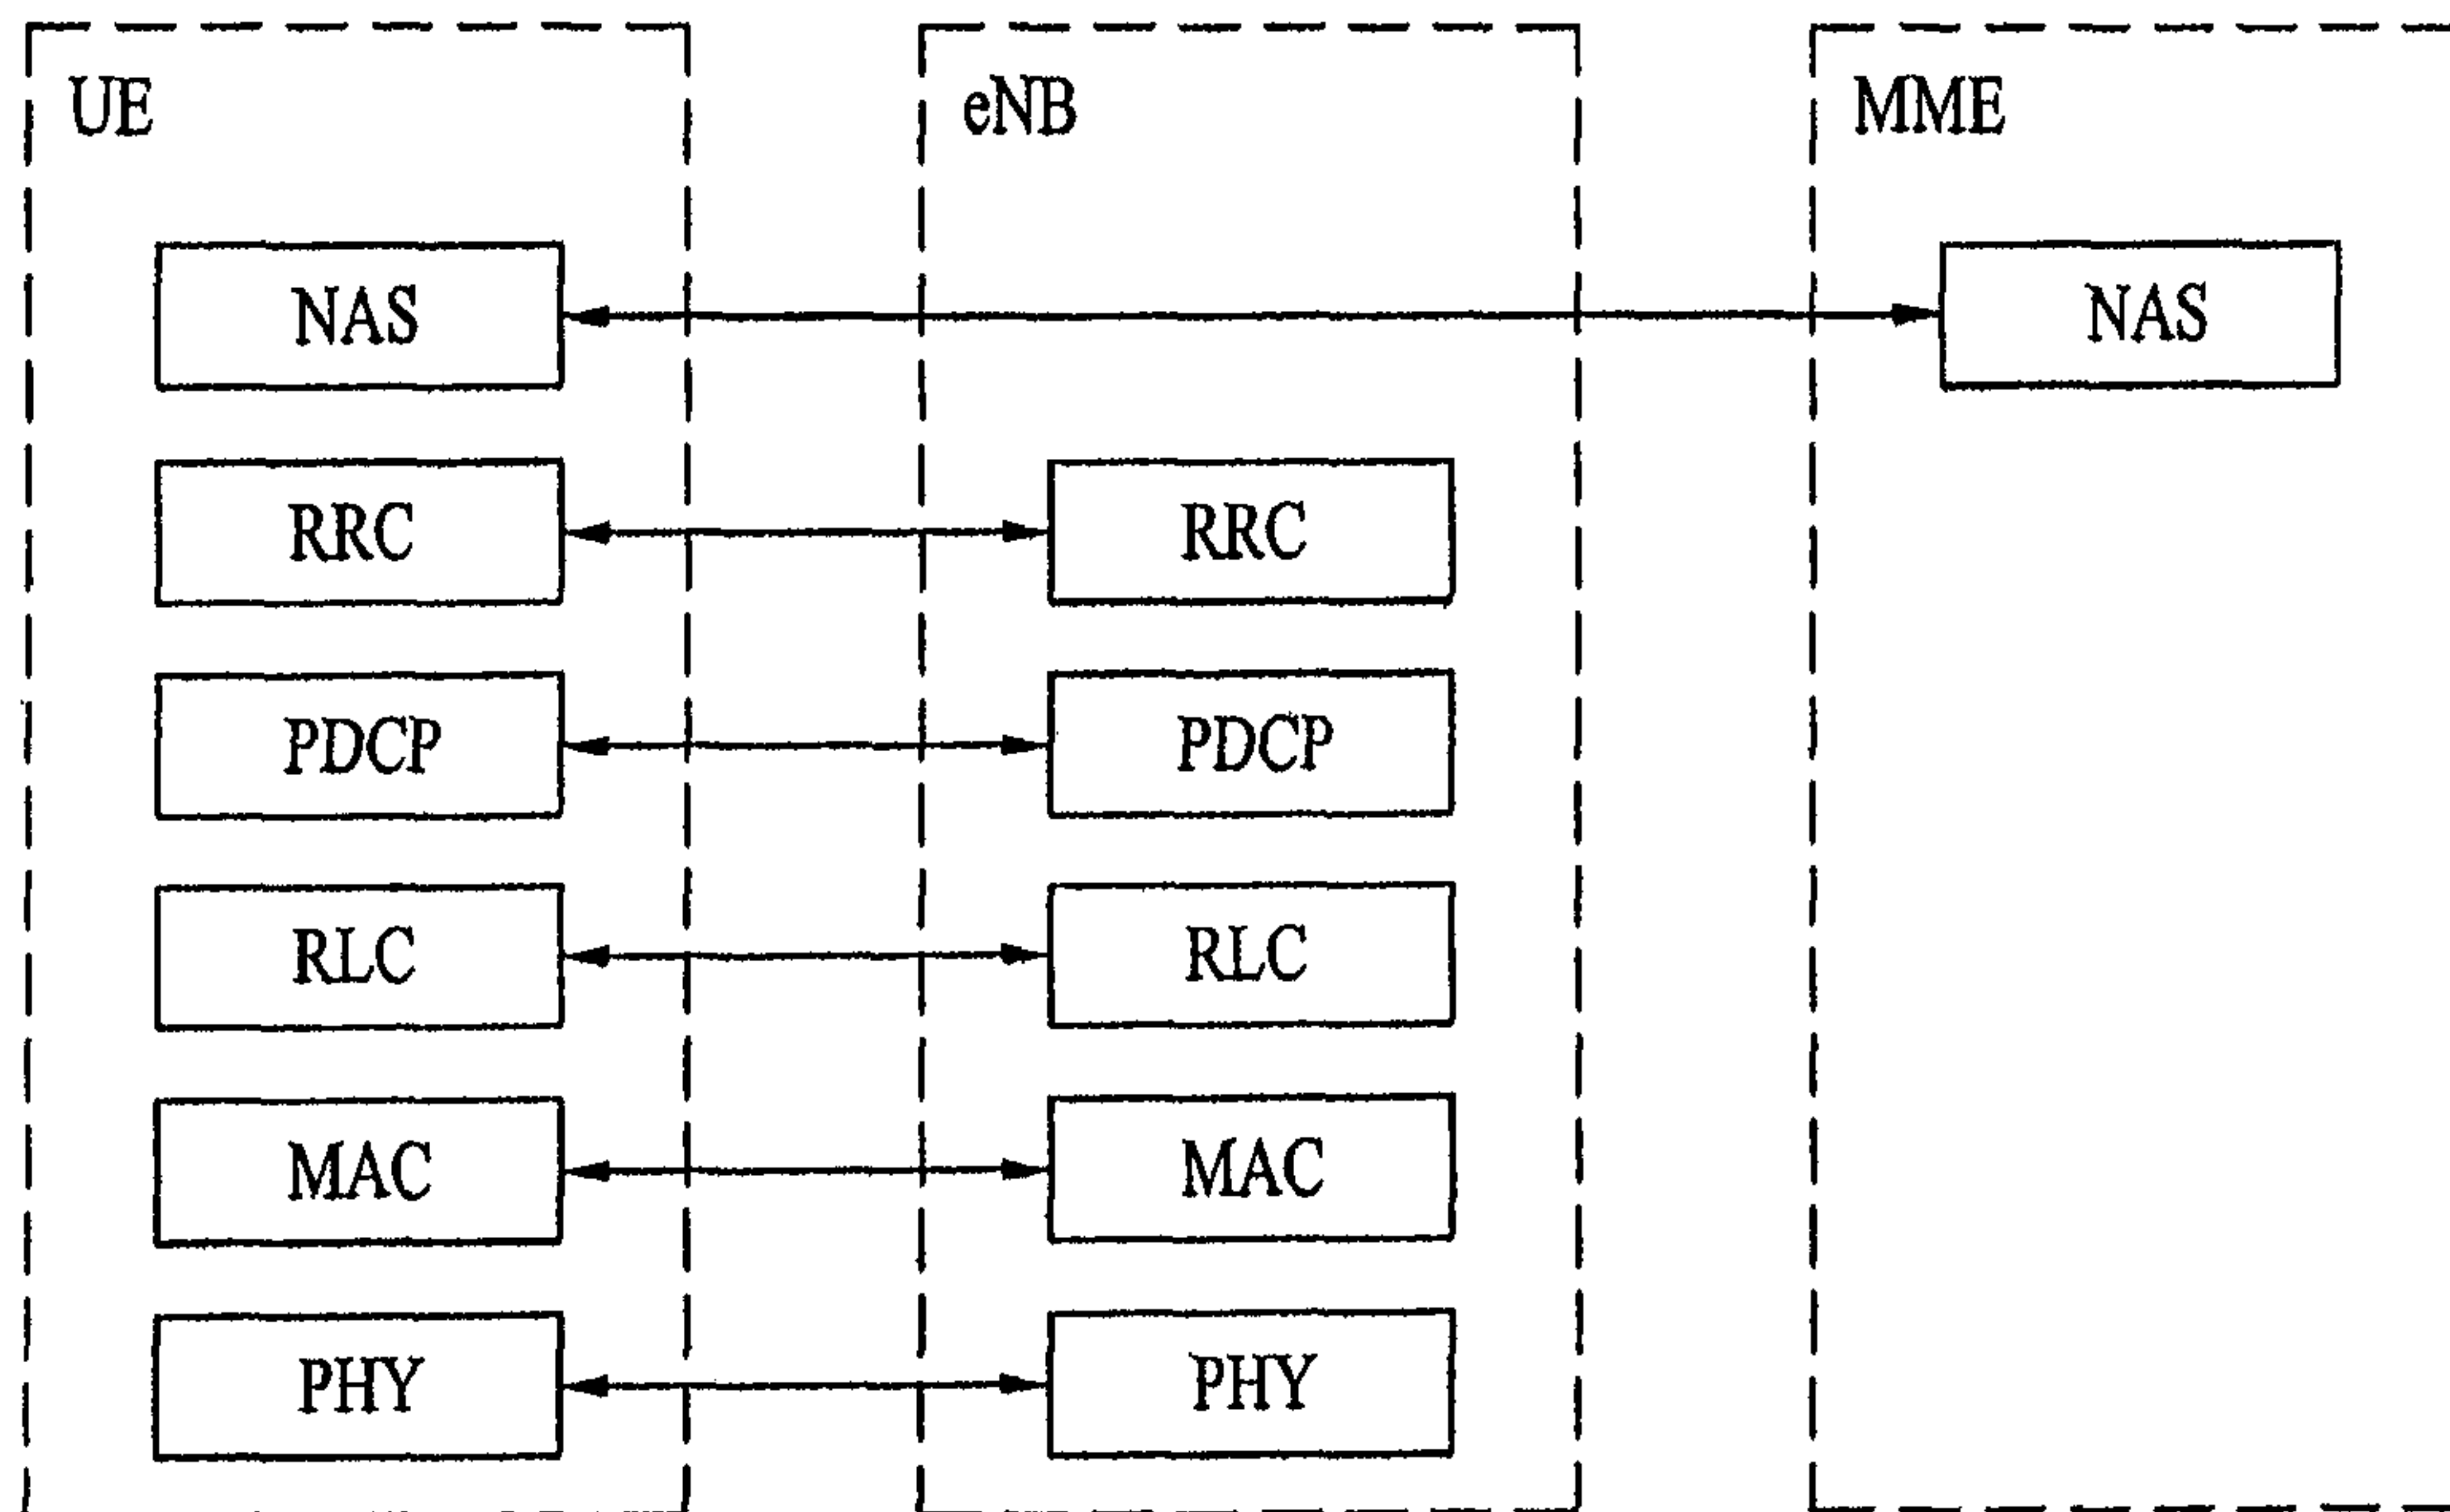 UE eNB MME
NAS NAS
RRC RRC
PDCP PDCP
RLC RLC
MAC MAC
PHY PHY